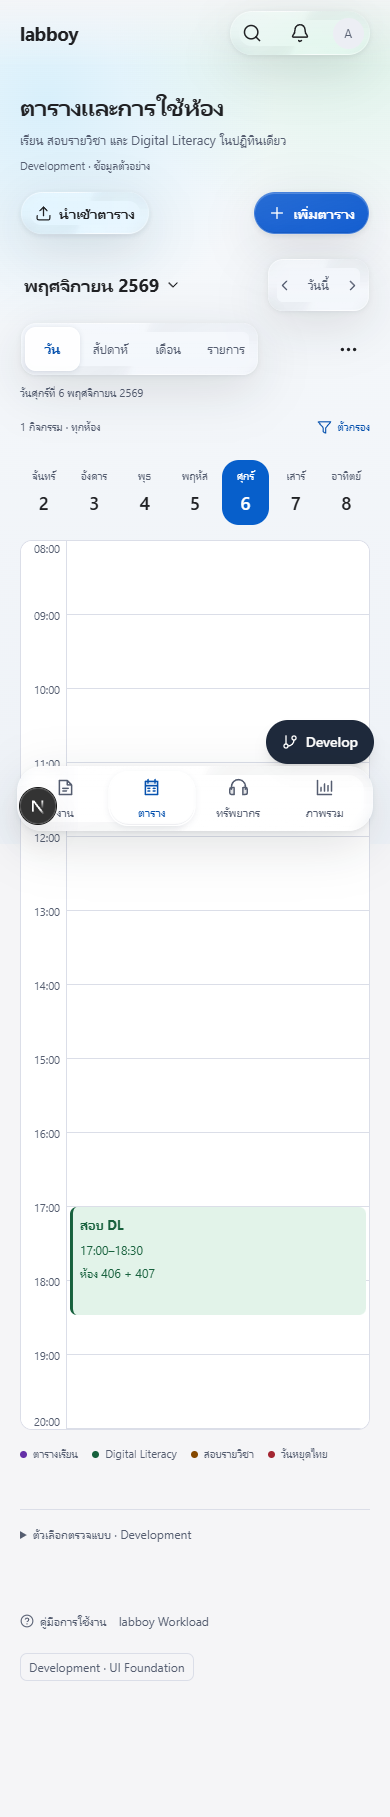 labboy
A
ตารางและการใช้ห้อง
เรียน สอบรายวิชา และ Digital Literacy ในปฏิทินเดียว
Development · ข้อมูลตัวอย่าง
นำเข้าตาราง
เพิ่มตาราง
พฤศจิกายน 2569
วันนี้
วัน สัปดาห์ เดือน รายการ
วันศุกร์ที่ 6 พฤศจิกายน 2569
1 กิจกรรม · ทุกห้อง
ตัวกรอง
จันทร์ อังคาร พุธ พฤหัส ศุกร์ เสาร์ อาทิตย์
2 3 4 5 6 7 8
08:00
09:00
10:00
Develop
11:00
N
งาน ตาราง ทรัพยากร ภาพรวม
12:00
13:00
14:00
15:00
16:00
17:00
สอบ DL
17:00–18:30
ห้อง 406 + 407
18:00
19:00
20:00
ตารางเรียน Digital Literacy สอบรายวิชา วันหยุดไทย
ตัวเลือกตรวจแบบ · Development
คู่มือการใช้งาน labboy Workload
Development · UI Foundation